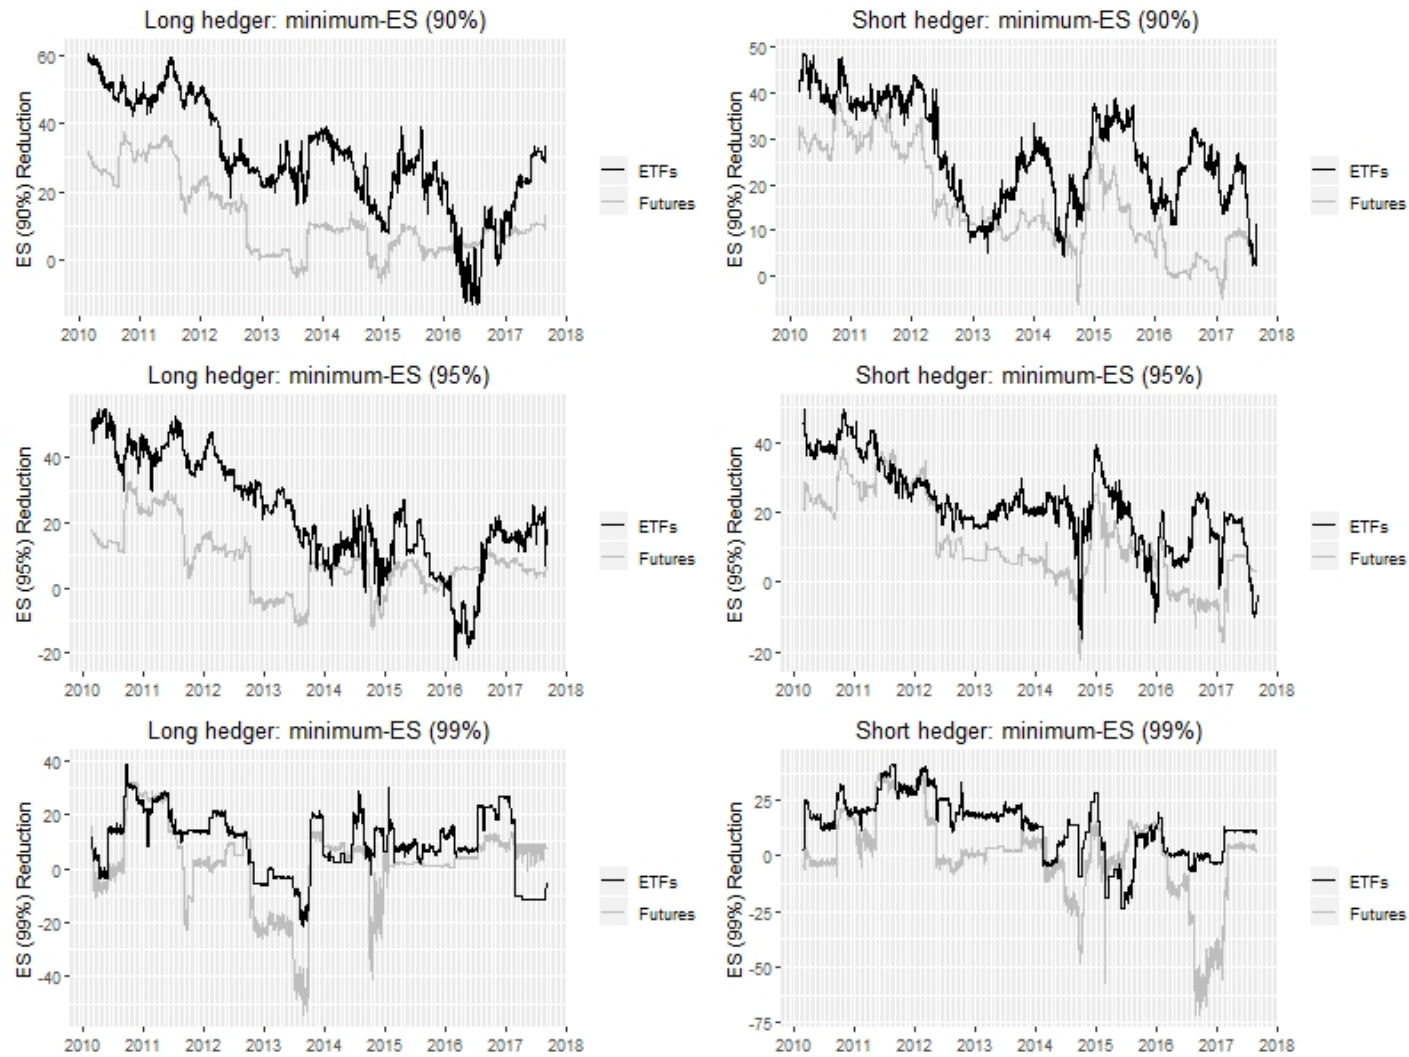 Long hedger: minimum-ES (90%)
ES (90%) Reduction
60
40
20
0
2010 2011 2012 2013 2014 2015 2016 2017 2018
ETFs
Futures
Short hedger: minimum-ES (90%)
ES (90%) Reduction
50
40
30
20
10
0
2010 2011 2012 2013 2014 2015 2016 2017 2018
ETFs
Futures
Long hedger: minimum-ES (95%)
ES (95%) Reduction
40
20
0
-20
2010 2011 2012 2013 2014 2015 2016 2017 2018
ETFs
Futures
Short hedger: minimum-ES (95%)
ES (95%) Reduction
40
20
0
-20
2010 2011 2012 2013 2014 2015 2016 2017 2018
ETFs
Futures
Long hedger: minimum-ES (99%)
ES (99%) Reduction
40
20
0
-20
-40
2010 2011 2012 2013 2014 2015 2016 2017 2018
ETFs
Futures
Short hedger: minimum-ES (99%)
ES (99%) Reduction
25
0
-25
-50
-75
2010 2011 2012 2013 2014 2015 2016 2017 2018
ETFs
Futures